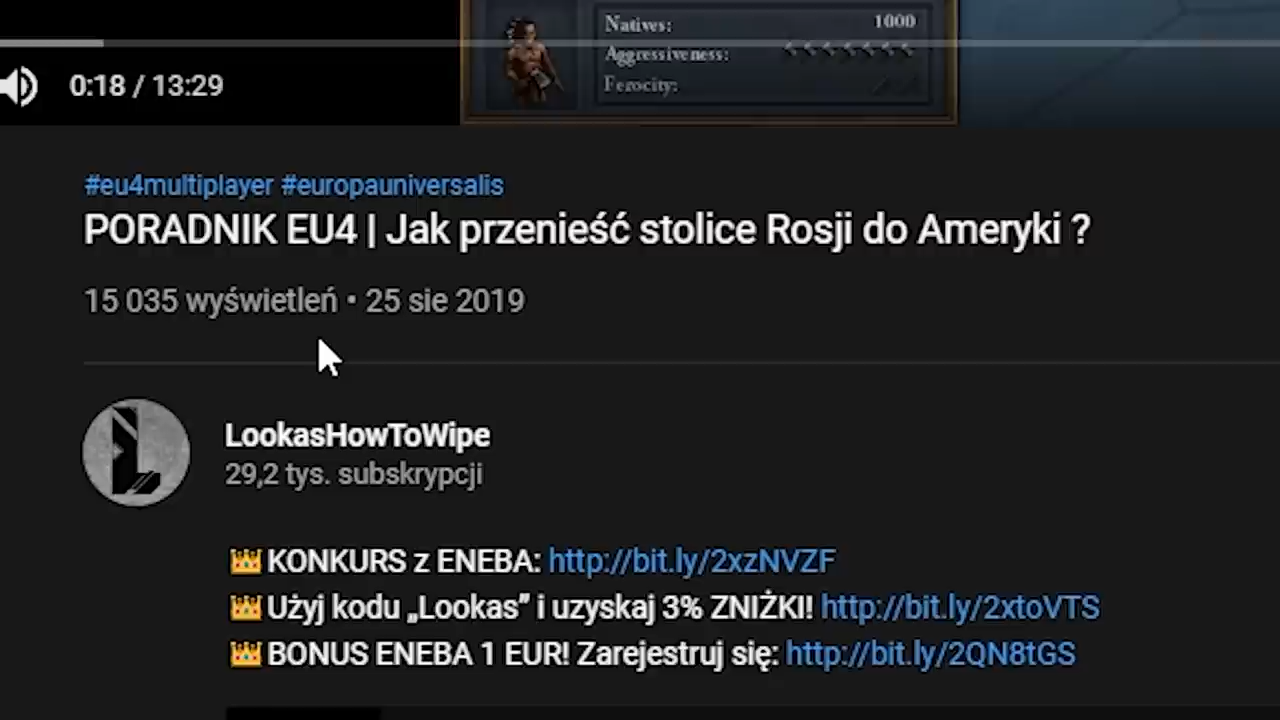 Natives: 1000
Aggressiveness:
Ferocity:
0:18 / 13:29
#eu4multiplayer #europauniversalis
PORADNIK EU4 | Jak przenieść stolice Rosji do Ameryki ?
15 035 wyświetleń • 25 sie 2019
LookasHowToWipe
29,2 tys. subskrypcji
👑KONKURS z ENEBA: http://bit.ly/2xzNVZF
👑Użyj kodu „Lookas” i uzyskaj 3% ZNIŻKI! http://bit.ly/2xtoVTS
👑BONUS ENEBA 1 EUR! Zarejestruj się: http://bit.ly/2QN8tGS